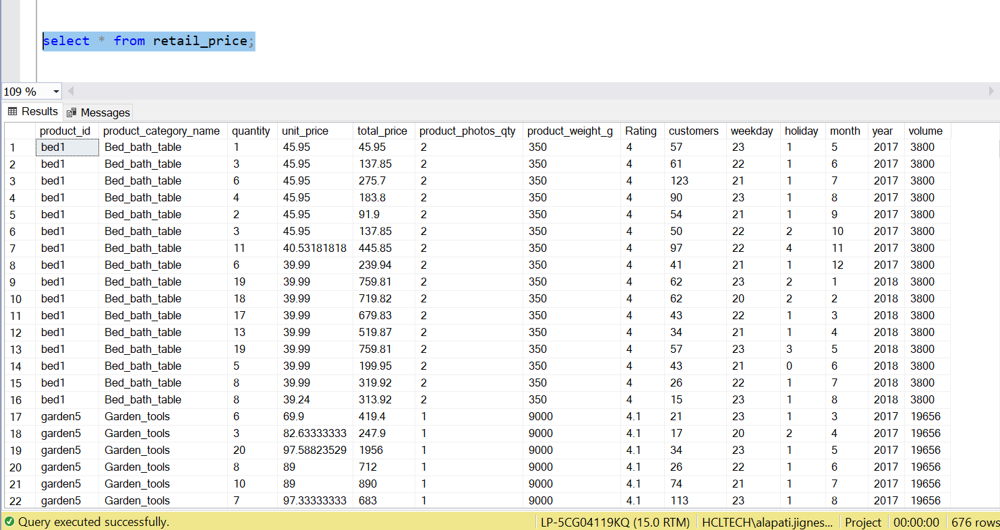 select * from retail_price;
109 %
Results Messages
product_id product_category_name quantity unit_price total_price product_photos_qty product_weight_g Rating customers weekday holiday month year volume
1 bed1 Bed_bath_table 1 45.95 45.95 2 350 4 57 23 1 5 2017 3800
2 bed1 Bed_bath_table 3 45.95 137.85 2 350 4 61 22 1 6 2017 3800
3 bed1 Bed_bath_table 6 45.95 275.7 2 350 4 123 21 1 7 2017 3800
4 bed1 Bed_bath_table 4 45.95 183.8 2 350 4 90 23 1 8 2017 3800
5 bed1 Bed_bath_table 2 45.95 91.9 2 350 4 54 21 1 9 2017 3800
6 bed1 Bed_bath_table 3 45.95 137.85 2 350 4 50 22 2 10 2017 3800
7 bed1 Bed_bath_table 11 40.53181818 445.85 2 350 4 97 22 4 11 2017 3800
8 bed1 Bed_bath_table 6 39.99 239.94 2 350 4 41 21 1 12 2017 3800
9 bed1 Bed_bath_table 19 39.99 759.81 2 350 4 62 23 2 1 2018 3800
10 bed1 Bed_bath_table 18 39.99 719.82 2 350 4 62 20 2 2 2018 3800
11 bed1 Bed_bath_table 17 39.99 679.83 2 350 4 43 22 1 3 2018 3800
12 bed1 Bed_bath_table 13 39.99 519.87 2 350 4 34 21 1 4 2018 3800
13 bed1 Bed_bath_table 19 39.99 759.81 2 350 4 57 23 3 5 2018 3800
14 bed1 Bed_bath_table 5 39.99 199.95 2 350 4 43 21 0 6 2018 3800
15 bed1 Bed_bath_table 8 39.99 319.92 2 350 4 26 22 1 7 2018 3800
16 bed1 Bed_bath_table 8 39.24 313.92 2 350 4 15 23 1 8 2018 3800
17 garden5 Garden_tools 6 69.9 419.4 1 9000 4.1 21 23 1 3 2017 19656
18 garden5 Garden_tools 3 82.63333333 247.9 1 9000 4.1 17 20 2 4 2017 19656
19 garden5 Garden_tools 20 97.58823529 1956 1 9000 4.1 34 23 1 5 2017 19656
20 garden5 Garden_tools 8 89 712 1 9000 4.1 26 22 1 6 2017 19656
21 garden5 Garden_tools 10 89 890 1 9000 4.1 74 21 1 7 2017 19656
22 garden5 Garden_tools 7 97.33333333 683 1 9000 4.1 113 23 1 8 2017 19656
Query executed successfully. LP-5CG04119KQ (15.0 RTM) HCLTECH\alapati.jignes... Project 00:00:00 676 rows